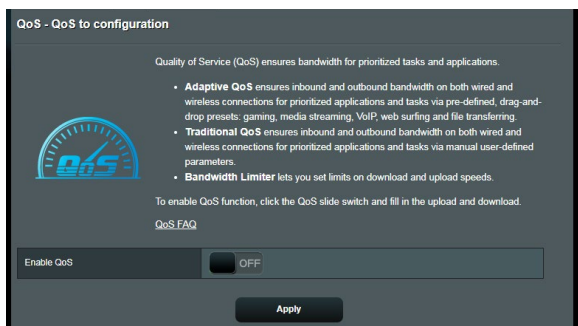 QoS - QoS to configuration
Quality of Service (QoS) ensures bandwidth for prioritized tasks and applications.
• Adaptive QoS ensures inbound and outbound bandwidth on both wired and
wireless connections for prioritized applications and tasks via pre-defined, drag-and-
drop presets: gaming, media streaming, VoIP, web surfing and file transferring.
• Traditional QoS ensures inbound and outbound bandwidth on both wired and
wireless connections for prioritized applications and tasks via manual user-defined
parameters.
• Bandwidth Limiter lets you set limits on download and upload speeds.
QoS
To enable QoS function, click the QoS slide switch and fill in the upload and download.
QoS FAQ
Enable QoS
OFF
Apply